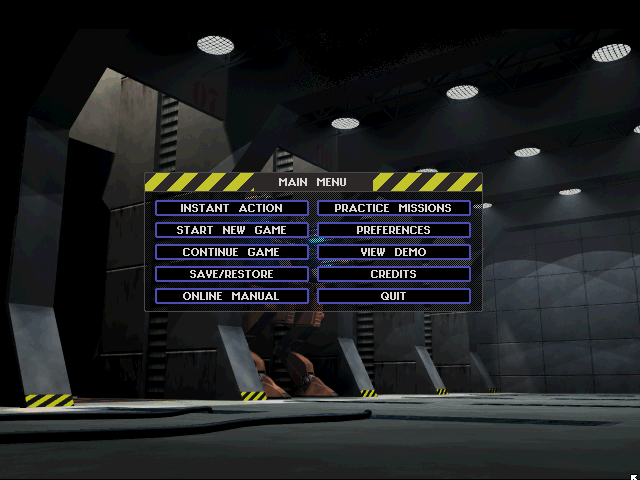 MAIN MENU
INSTANT ACTION
PRACTICE MISSIONS
START NEW GAME
PREFERENCES
CONTINUE GAME
VIEW DEMO
SAVE/RESTORE
CREDITS
ONLINE MANUAL
QUIT